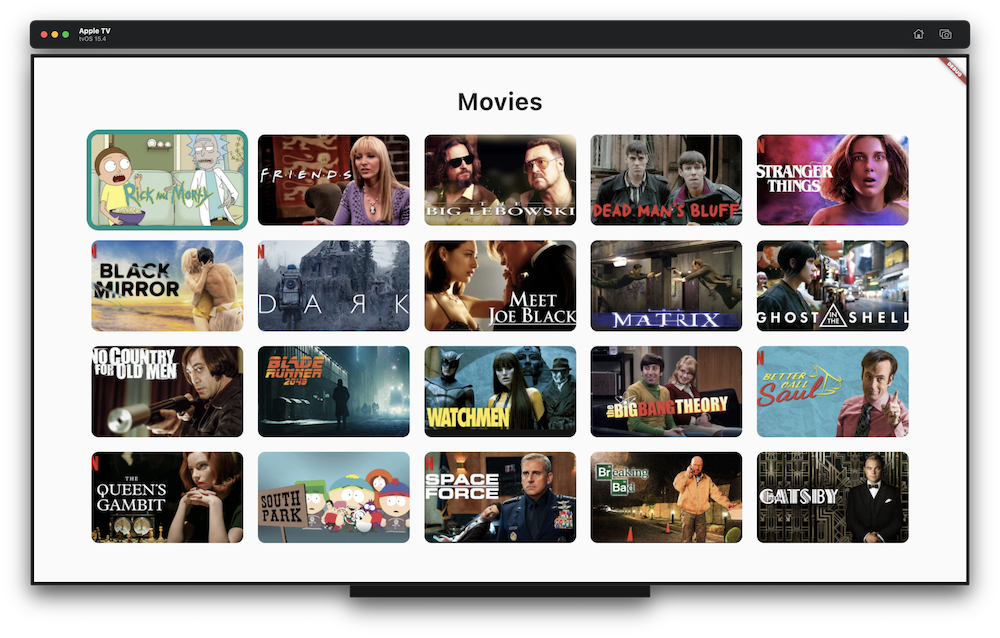 Apple TV
tvOS 15.4
DEBUG
Movies
Rick and Morty
FRIENDS
THE
BIG LEBOWSKI
DEAD MAN'S BLUFF
N
STRANGER
THINGS
N
BLACK
MIRROR
N
DARK
MEET
JOE BLACK
MATRIX
GHOST IN THE SHELL
NO COUNTRY
FOR OLD MEN
BLADE
RUNNER
2049
WATCHMEN
the BIG BANG THEORY
N
BETTER
CALL
Saul
N
THE
QUEEN'S
GAMBIT
SOUTH
PARK
N
SPACE
FORCE
Breaking
Bad
GATSBY